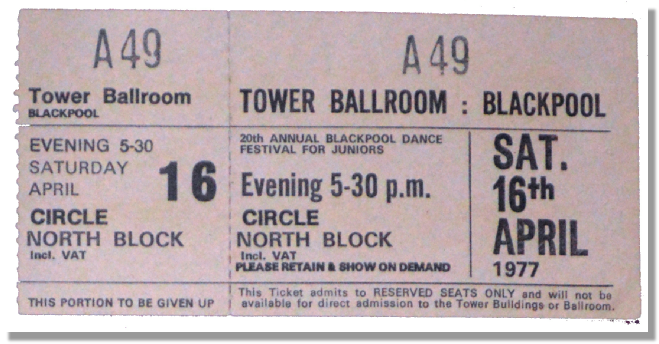 A49
Tower Ballroom
BLACKPOOL
EVENING 5-30
SATURDAY
APRIL
16
CIRCLE
NORTH BLOCK
Incl. VAT
THIS PORTION TO BE GIVEN UP
A49
TOWER BALLROOM : BLACKPOOL
20th ANNUAL BLACKPOOL DANCE
FESTIVAL FOR JUNIORS
Evening 5-30 p.m.
CIRCLE
NORTH BLOCK
Incl. VAT
PLEASE RETAIN & SHOW ON DEMAND
SAT.
16th
APRIL
1977
This Ticket admits to RESERVED SEATS ONLY and will not be
available for direct admission to the Tower Buildings or Ballroom.